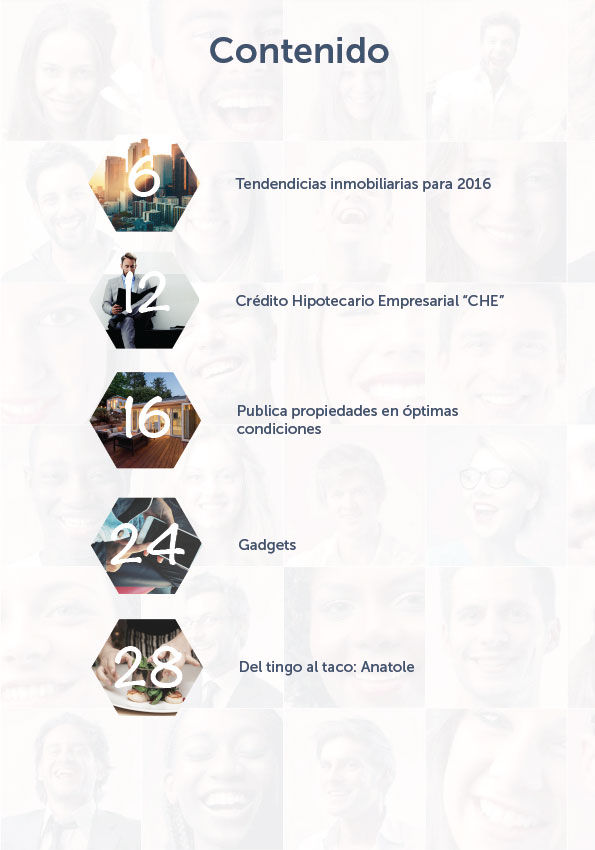 Contenido
6
Tendendicias inmobiliarias para 2016
12
Crédito Hipotecario Empresarial “CHE”
16
Publica propiedades en óptimas
condiciones
24
Gadgets
28
Del tingo al taco: Anatole